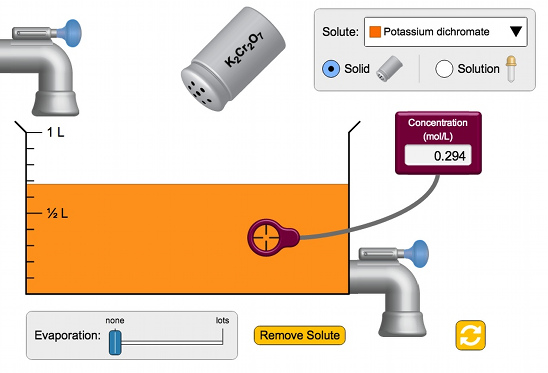 K₂Cr₂O₇
Solute: Potassium dichromate
Solid
Solution
1 L
½ L
Concentration
(mol/L)
0.294
none
lots
Evaporation:
Remove Solute